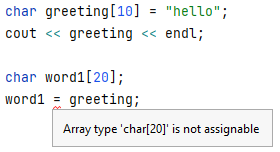 char greeting[10] = "hello";
cout << greeting << endl;
char word1[20];
word1 = greeting;
Array type 'char[20]' is not assignable